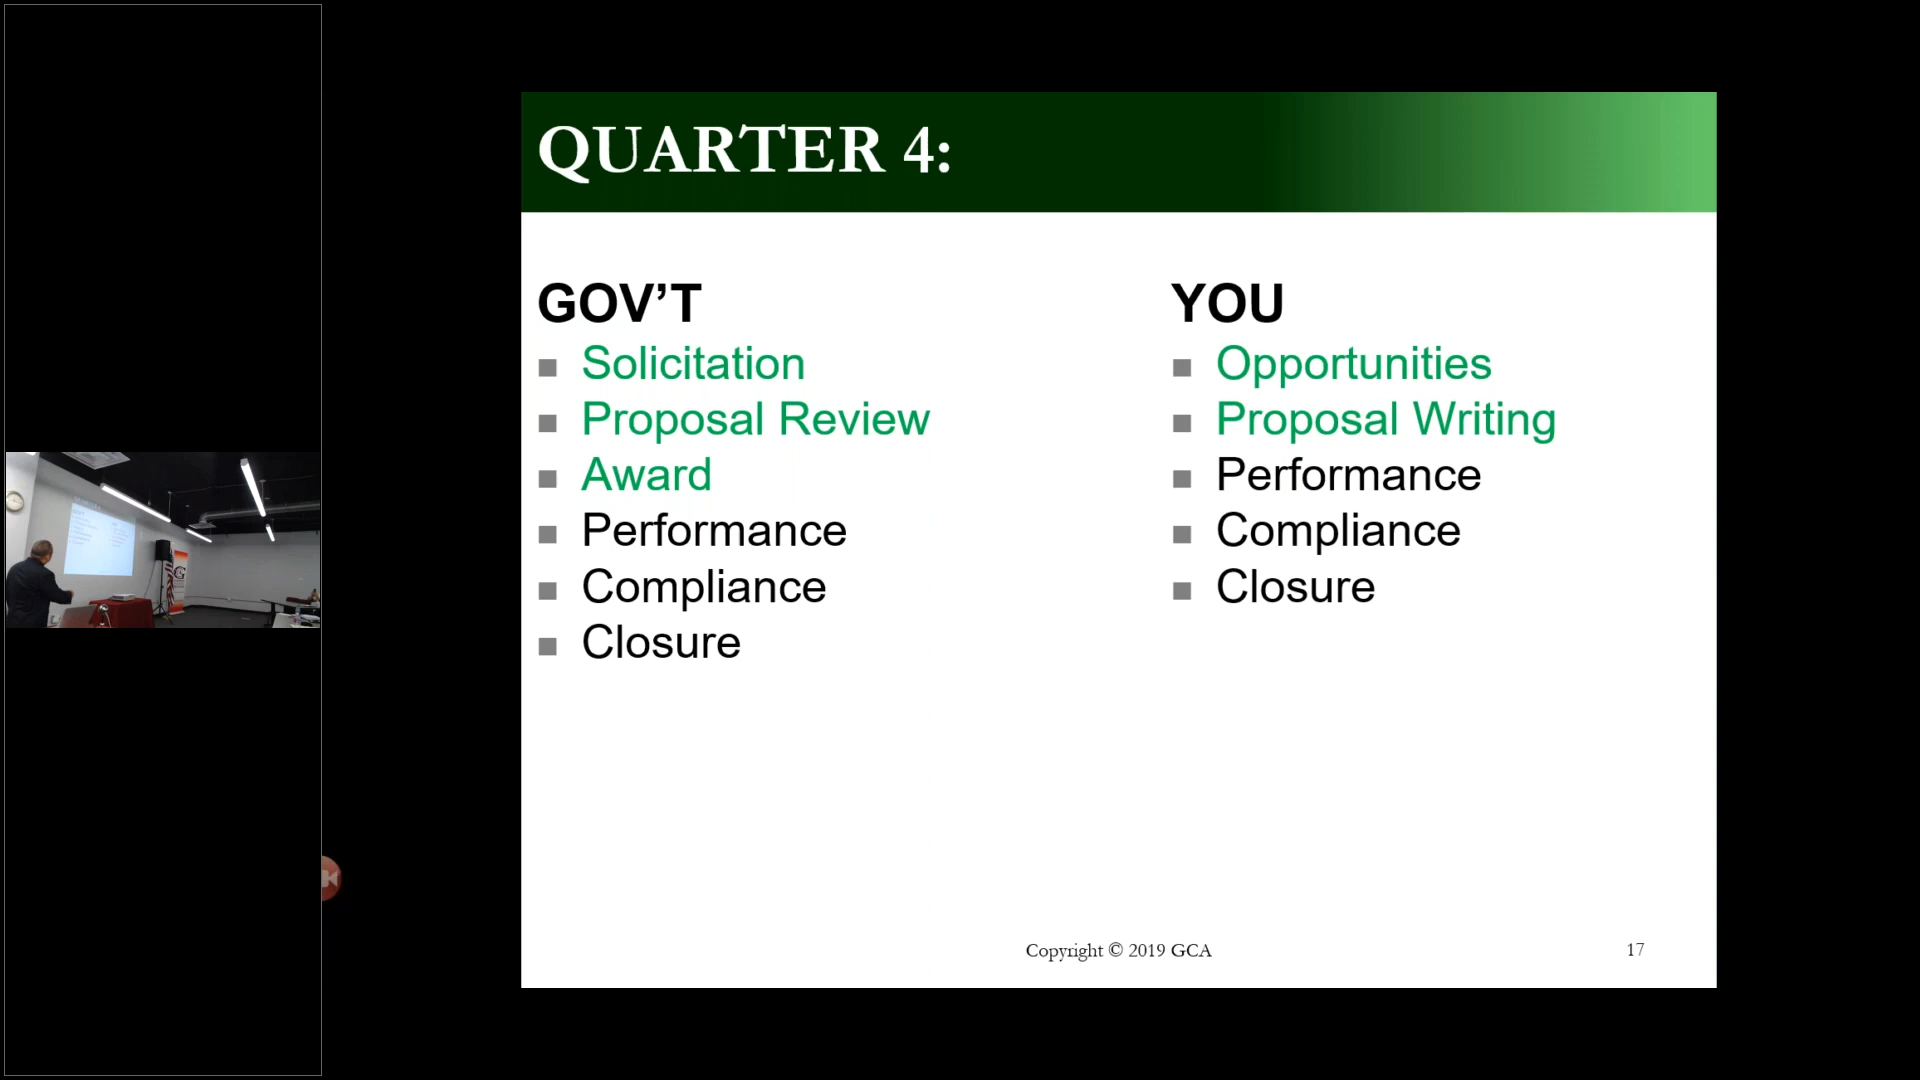 QUARTER 4:
GOV’T
Solicitation
Proposal Review
Award
Performance
Compliance
Closure
YOU
Opportunities
Proposal Writing
Performance
Compliance
Closure
Copyright © 2019 GCA
17